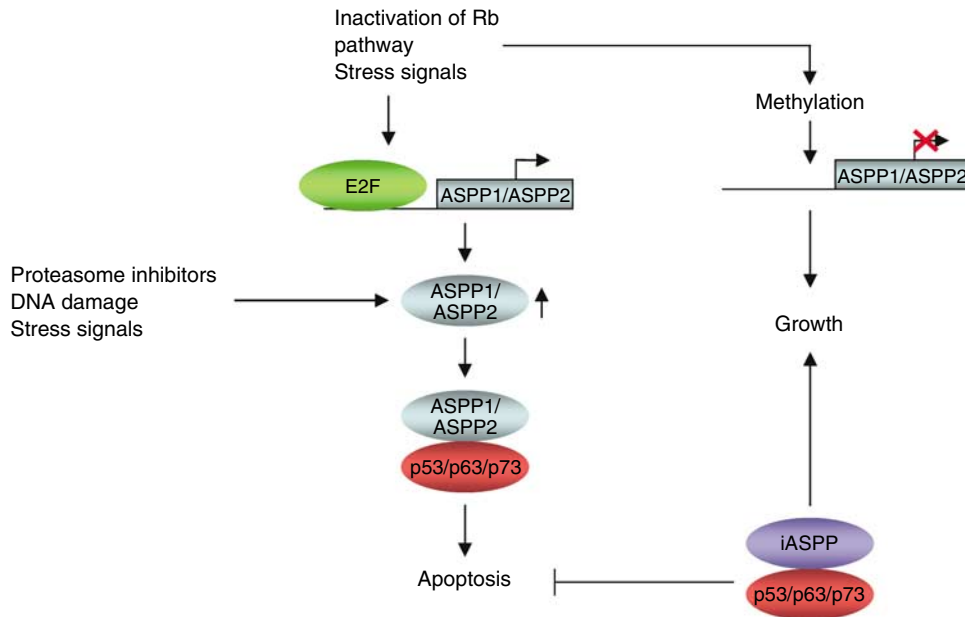 Inactivation of Rb
pathway
Stress signals
Methylation
E2F
ASPP1/ASPP2
ASPP1/ASPP2
Proteasome inhibitors
DNA damage
Stress signals
ASPP1/
ASPP2
Growth
ASPP1/
ASPP2
p53/p63/p73
iASPP
Apoptosis
p53/p63/p73